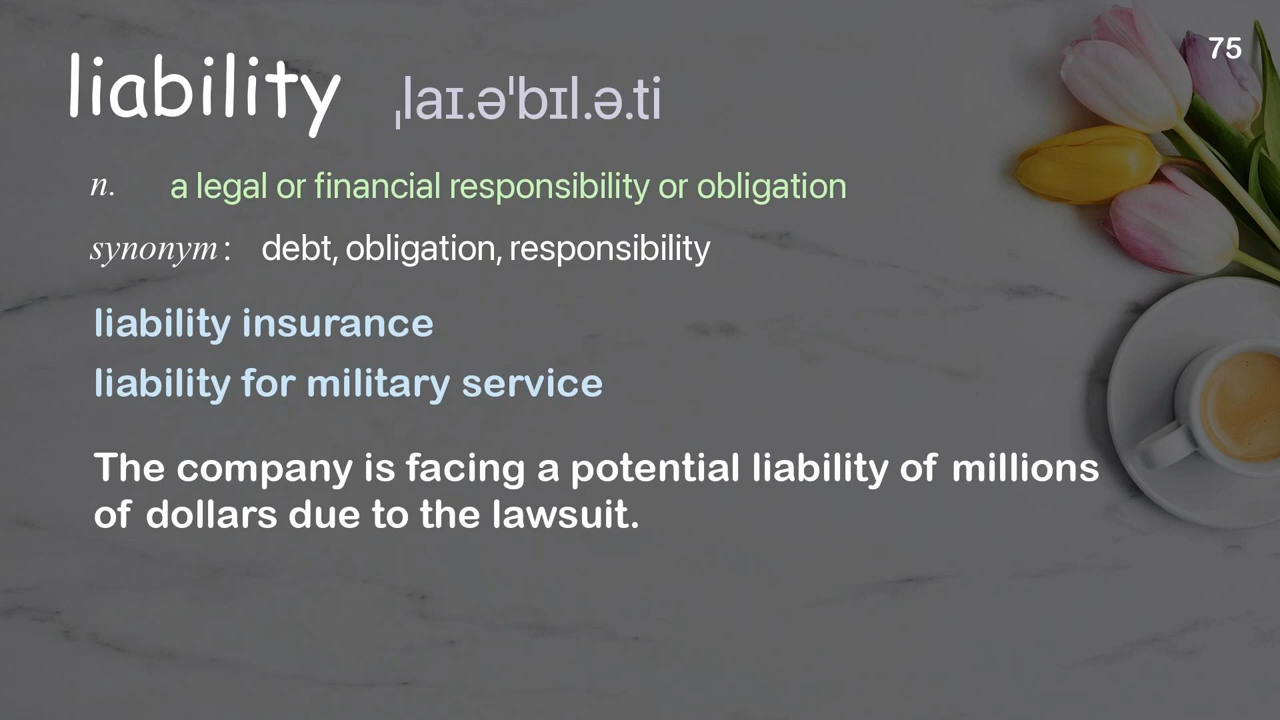 75
liability ˌlaɪ.əˈbɪl.ə.ti
n. a legal or financial responsibility or obligation
synonym: debt, obligation, responsibility
liability insurance
liability for military service
The company is facing a potential liability of millions
of dollars due to the lawsuit.